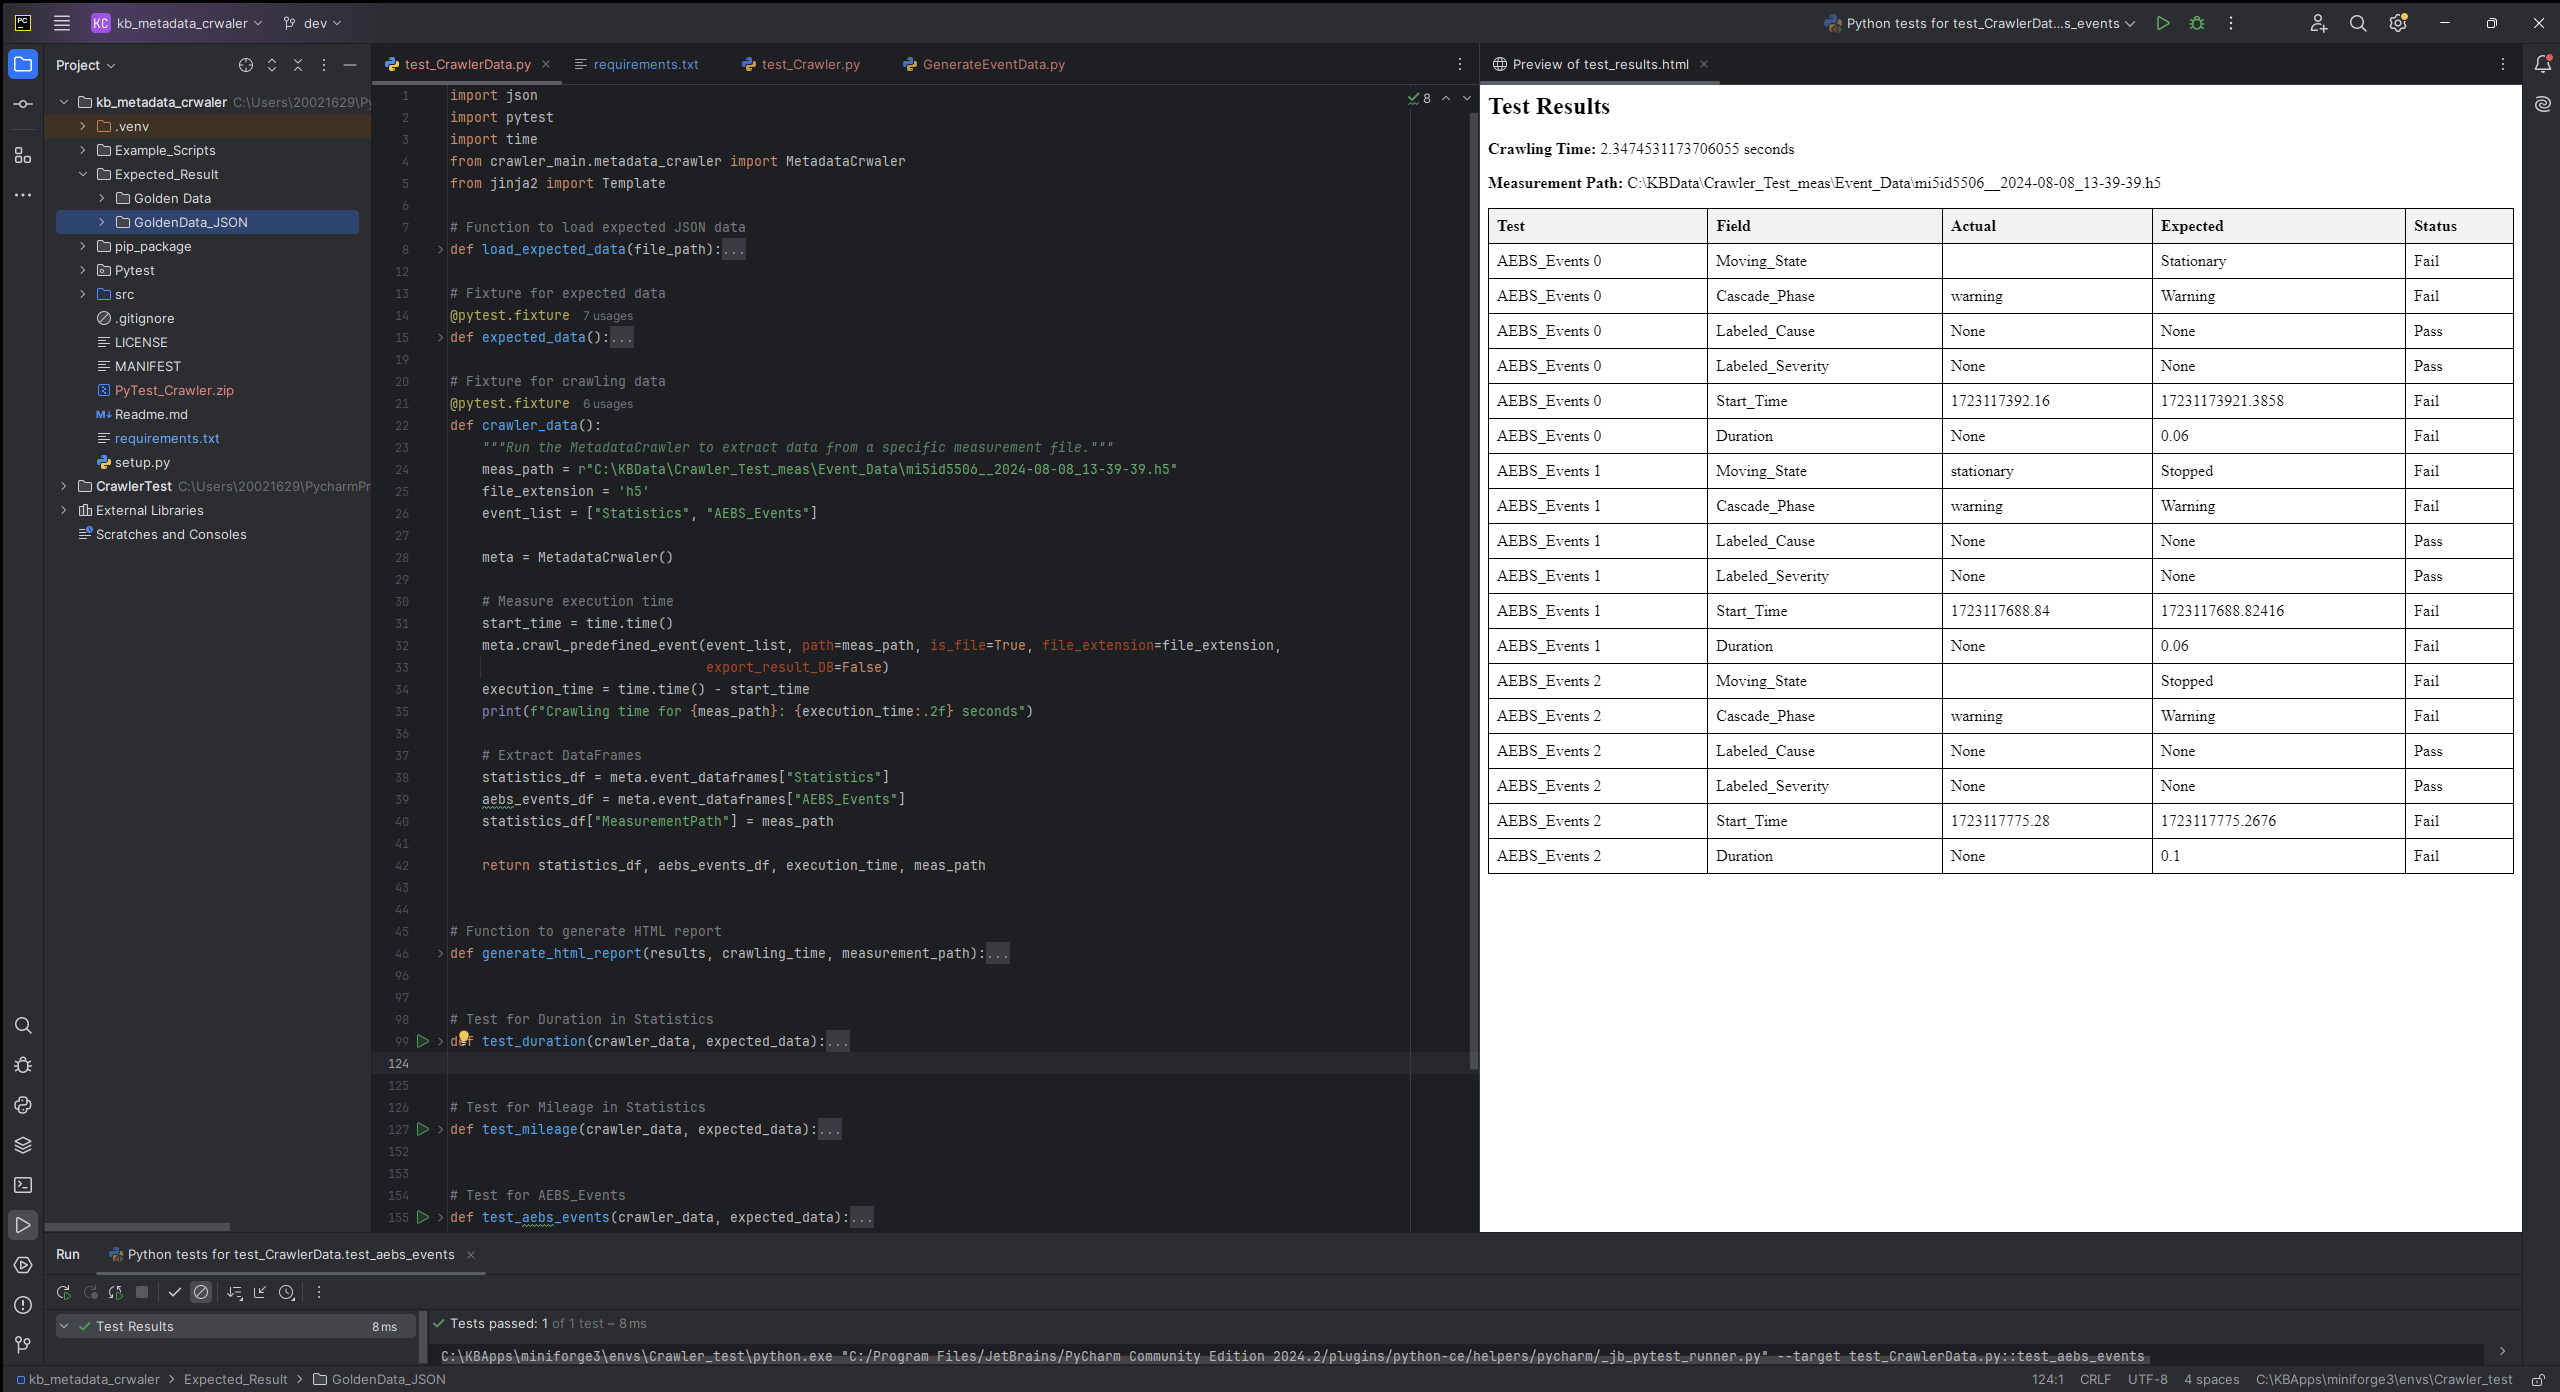 PC
KC kb_metadata_crwaler dev
Python tests for test_CrawlerDat...s_events
Project
kb_metadata_crwaler C:\Users\20021629\Py
.venv
Example_Scripts
Expected_Result
Golden Data
GoldenData_JSON
pip_package
Pytest
src
.gitignore
LICENSE
MANIFEST
PyTest_Crawler.zip
M↓ Readme.md
requirements.txt
setup.py
CrawlerTest C:\Users\20021629\PycharmPr
External Libraries
Scratches and Consoles
test_CrawlerData.py requirements.txt test_Crawler.py GenerateEventData.py
8
1 import json
2 import pytest
3 import time
4 from crawler_main.metadata_crawler import MetadataCrwaler
5 from jinja2 import Template
6
7 # Function to load expected JSON data
8 def load_expected_data(file_path):...
12
13 # Fixture for expected data
14 @pytest.fixture 7 usages
15 def expected_data():...
19
20 # Fixture for crawling data
21 @pytest.fixture 6 usages
22 def crawler_data():
23 """Run the MetadataCrawler to extract data from a specific measurement file."""
24 meas_path = r"C:\KBData\Crawler_Test_meas\Event_Data\mi5id5506__2024-08-08_13-39-39.h5"
25 file_extension = 'h5'
26 event_list = ["Statistics", "AEBS_Events"]
27
28 meta = MetadataCrwaler()
29
30 # Measure execution time
31 start_time = time.time()
32 meta.crawl_predefined_event(event_list, path=meas_path, is_file=True, file_extension=file_extension,
33 export_result_DB=False)
34 execution_time = time.time() - start_time
35 print(f"Crawling time for {meas_path}: {execution_time:.2f} seconds")
36
37 # Extract DataFrames
38 statistics_df = meta.event_dataframes["Statistics"]
39 aebs_events_df = meta.event_dataframes["AEBS_Events"]
40 statistics_df["MeasurementPath"] = meas_path
41
42 return statistics_df, aebs_events_df, execution_time, meas_path
43
44
45 # Function to generate HTML report
46 def generate_html_report(results, crawling_time, measurement_path):...
96
97
98 # Test for Duration in Statistics
99 def test_duration(crawler_data, expected_data):...
124
125
126 # Test for Mileage in Statistics
127 def test_mileage(crawler_data, expected_data):...
152
153
154 # Test for AEBS_Events
155 def test_aebs_events(crawler_data, expected_data):...
Preview of test_results.html
Test Results
Crawling Time: 2.3474531173706055 seconds
Measurement Path: C:\KBData\Crawler_Test_meas\Event_Data\mi5id5506__2024-08-08_13-39-39.h5
Test Field Actual Expected Status
AEBS_Events 0 Moving_State Stationary Fail
AEBS_Events 0 Cascade_Phase warning Warning Fail
AEBS_Events 0 Labeled_Cause None None Pass
AEBS_Events 0 Labeled_Severity None None Pass
AEBS_Events 0 Start_Time 1723117392.16 17231173921.3858 Fail
AEBS_Events 0 Duration None 0.06 Fail
AEBS_Events 1 Moving_State stationary Stopped Fail
AEBS_Events 1 Cascade_Phase warning Warning Fail
AEBS_Events 1 Labeled_Cause None None Pass
AEBS_Events 1 Labeled_Severity None None Pass
AEBS_Events 1 Start_Time 1723117688.84 1723117688.82416 Fail
AEBS_Events 1 Duration None 0.06 Fail
AEBS_Events 2 Moving_State Stopped Fail
AEBS_Events 2 Cascade_Phase warning Warning Fail
AEBS_Events 2 Labeled_Cause None None Pass
AEBS_Events 2 Labeled_Severity None None Pass
AEBS_Events 2 Start_Time 1723117775.28 1723117775.2676 Fail
AEBS_Events 2 Duration None 0.1 Fail
Run Python tests for test_CrawlerData.test_aebs_events
Test Results 8 ms
Tests passed: 1 of 1 test – 8 ms
C:\KBApps\miniforge3\envs\Crawler_test\python.exe "C:/Program Files/JetBrains/PyCharm Community Edition 2024.2/plugins/python-ce/helpers/pycharm/_jb_pytest_runner.py" --target test_CrawlerData.py::test_aebs_events
kb_metadata_crwaler > Expected_Result > GoldenData_JSON
124:1 CRLF UTF-8 4 spaces C:\KBApps\miniforge3\envs\Crawler_test